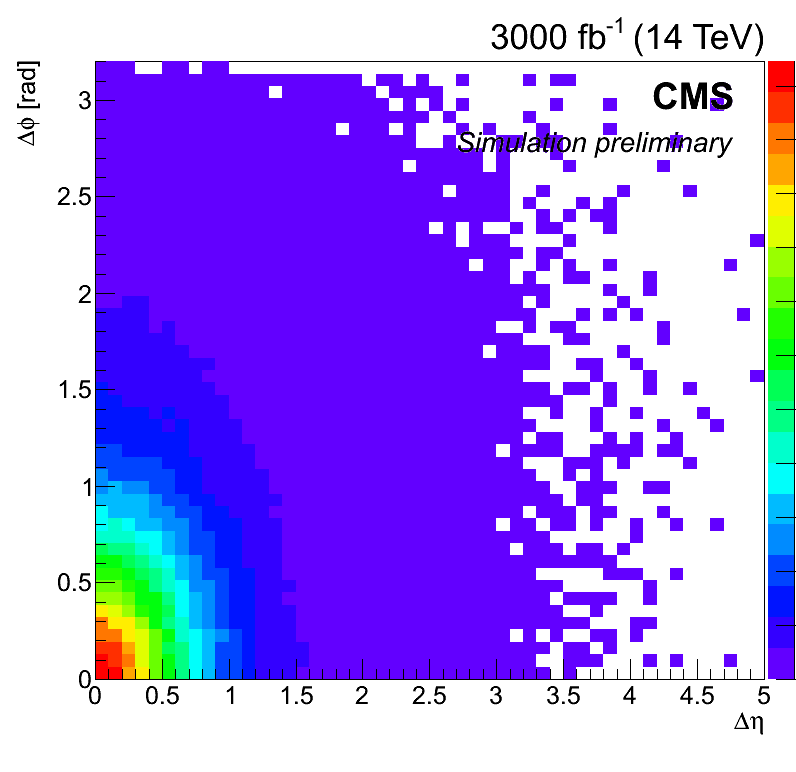 3000 fb-1 (14 TeV)
CMS
Simulation preliminary
Δϕ [rad]
3
2.5
2
1.5
1
0.5
0
0 0.5 1 1.5 2 2.5 3 3.5 4 4.5 5
Δη